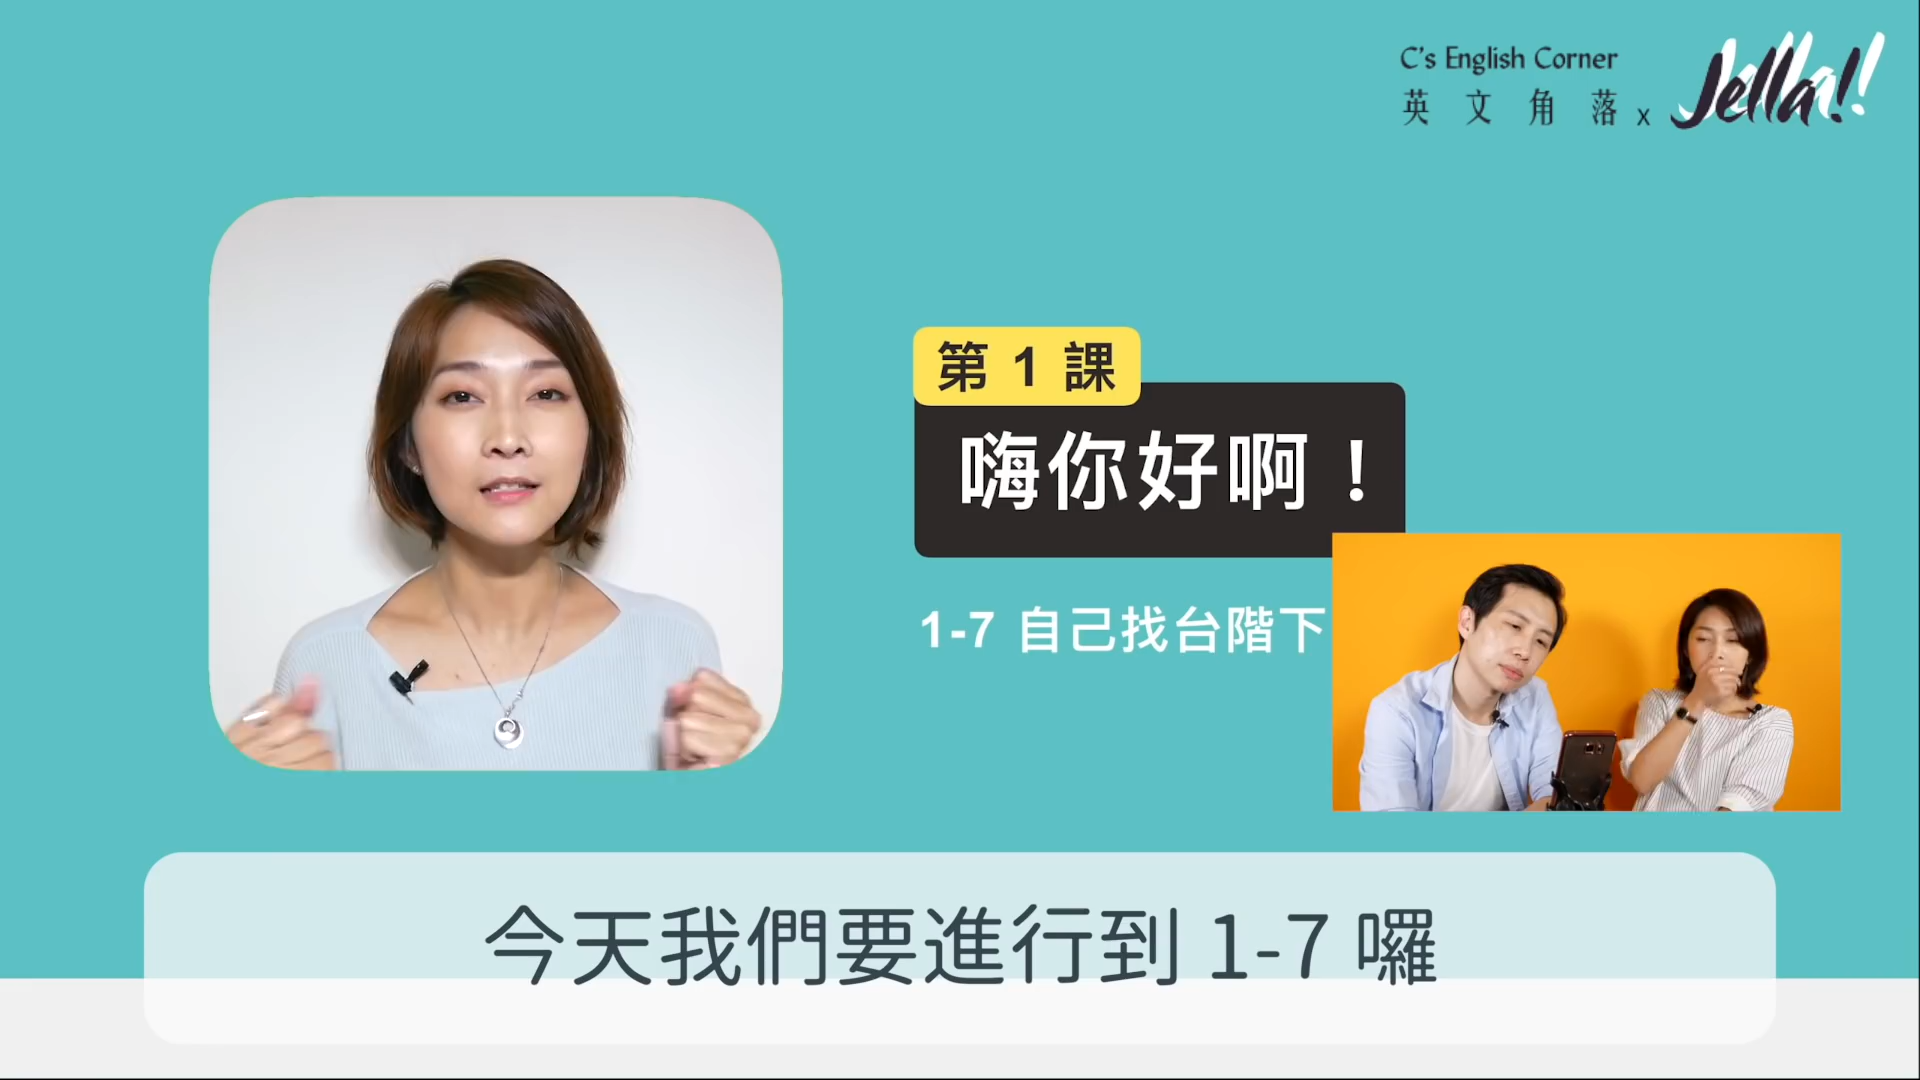 C's English Corner
英文角落 x Jella!!
第 1 課
嗨你好啊！
1-7 自己找台階下
今天我們要進行到 1-7 囉